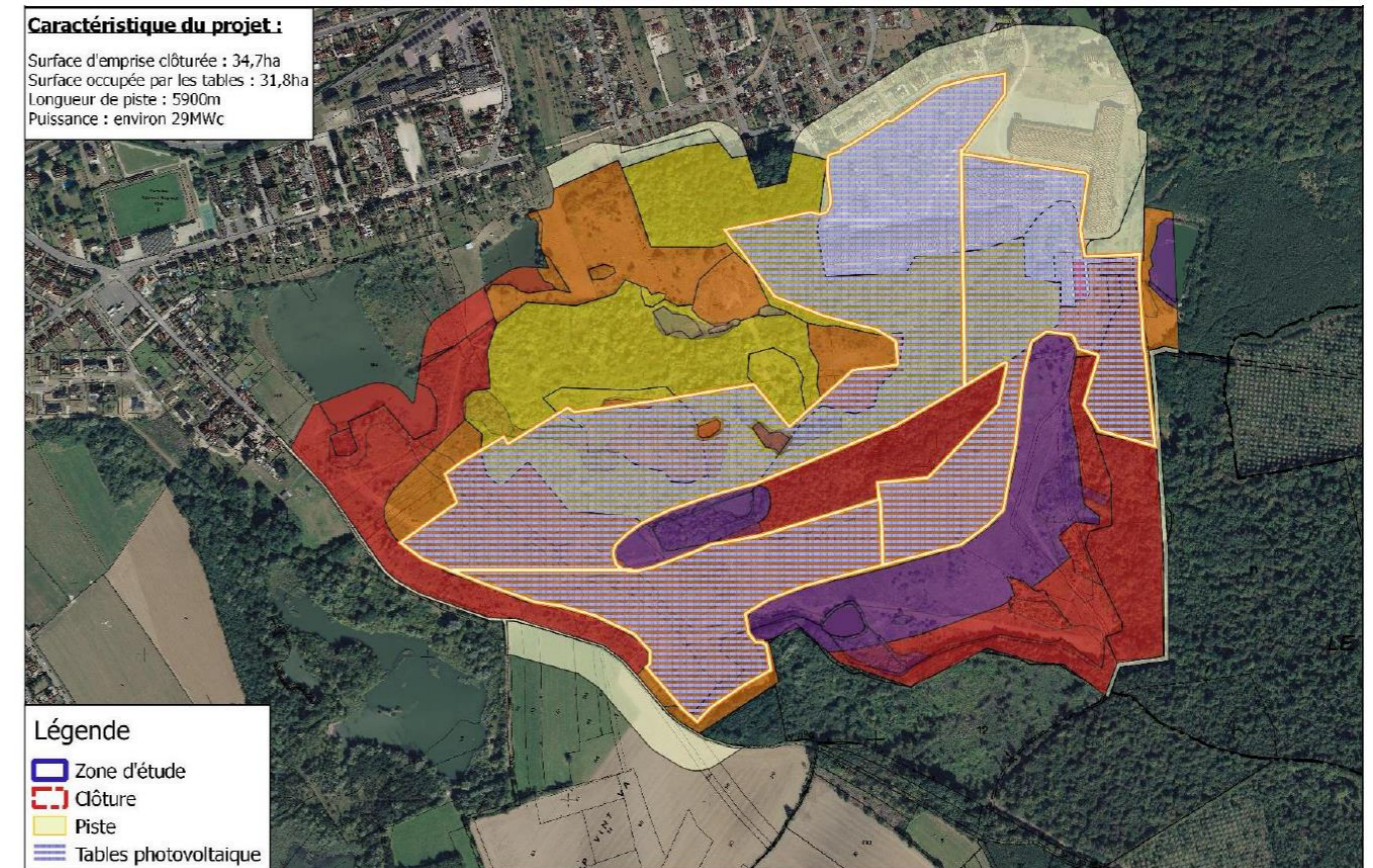 Caractéristique du projet :
Surface d'emprise clôturée : 34,7ha
Surface occupée par les tables : 31,8ha
Longueur de piste : 5900m
Puissance : environ 29MWc
Légende
Zone d'étude
Clôture
Piste
Tables photovoltaique